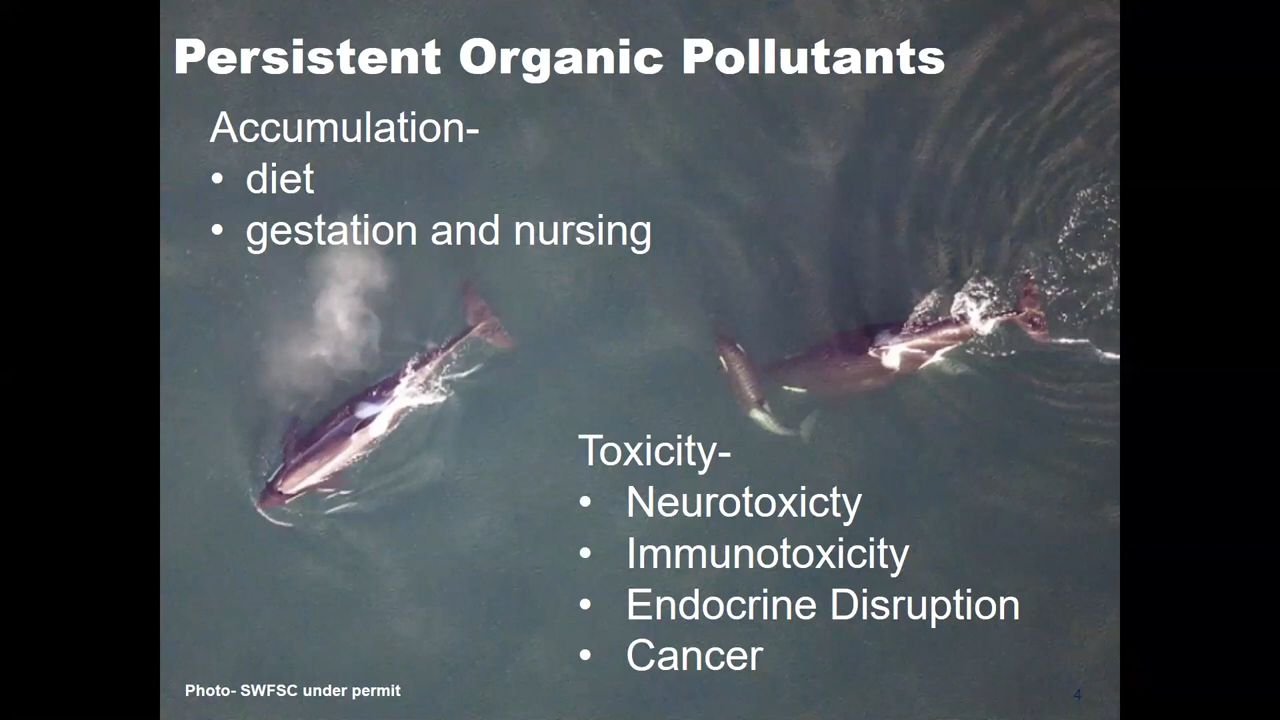 Persistent Organic Pollutants
Accumulation-
• diet
• gestation and nursing
Toxicity-
• Neurotoxicty
• Immunotoxicity
• Endocrine Disruption
• Cancer
Photo- SWFSC under permit
4